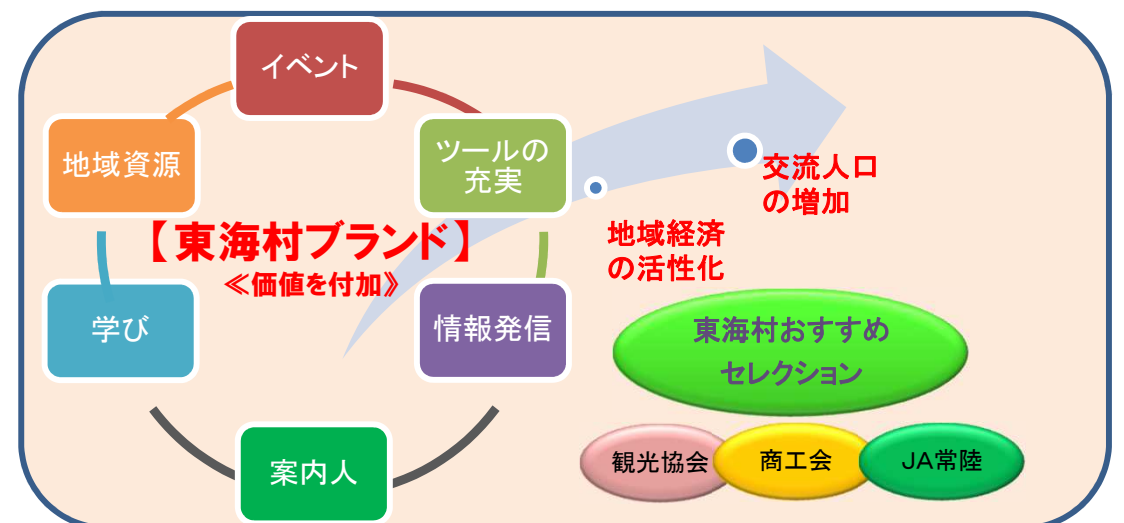 イベント
地域資源
ツールの
充実
【東海村ブランド】
≪価値を付加》
学び
情報発信
案内人
交流人口
の増加
地域経済
の活性化
東海村おすすめ
セレクション
観光協会
商工会
JA常陸